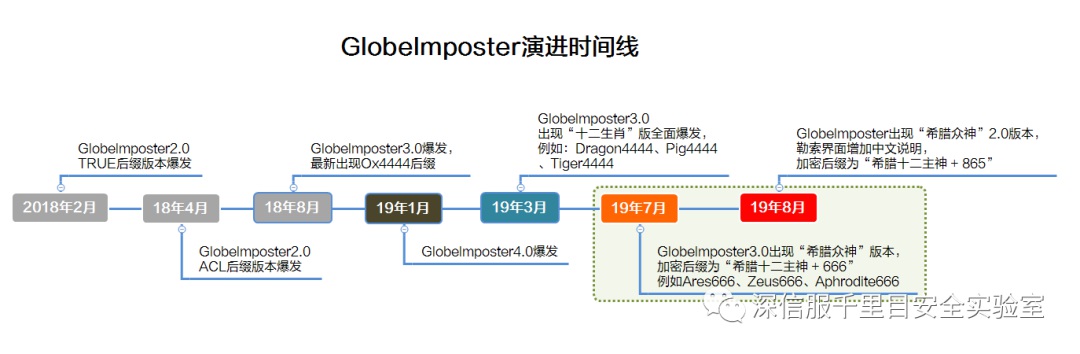 GlobeImposter演进时间线
GlobeImposter2.0
TRUE后缀版本爆发
GlobeImposter3.0爆发，
最新出现Ox4444后缀
GlobeImposter3.0
出现“十二生肖”版全面爆发，
例如：Dragon4444、Pig4444
、Tiger4444
GlobeImposter出现“希腊众神”2.0版本，
勒索界面增加中文说明，
加密后缀为“希腊十二主神 + 865”
2018年2月
18年4月
18年8月
19年1月
19年3月
19年7月
19年8月
GlobeImposter2.0
ACL后缀版本爆发
GlobeImposter4.0爆发
GlobeImposter3.0出现“希腊众神”版本，
加密后缀为“希腊十二主神 + 666”
例如Ares666、Zeus666、Aphrodite666
深信服千里目安全实验室